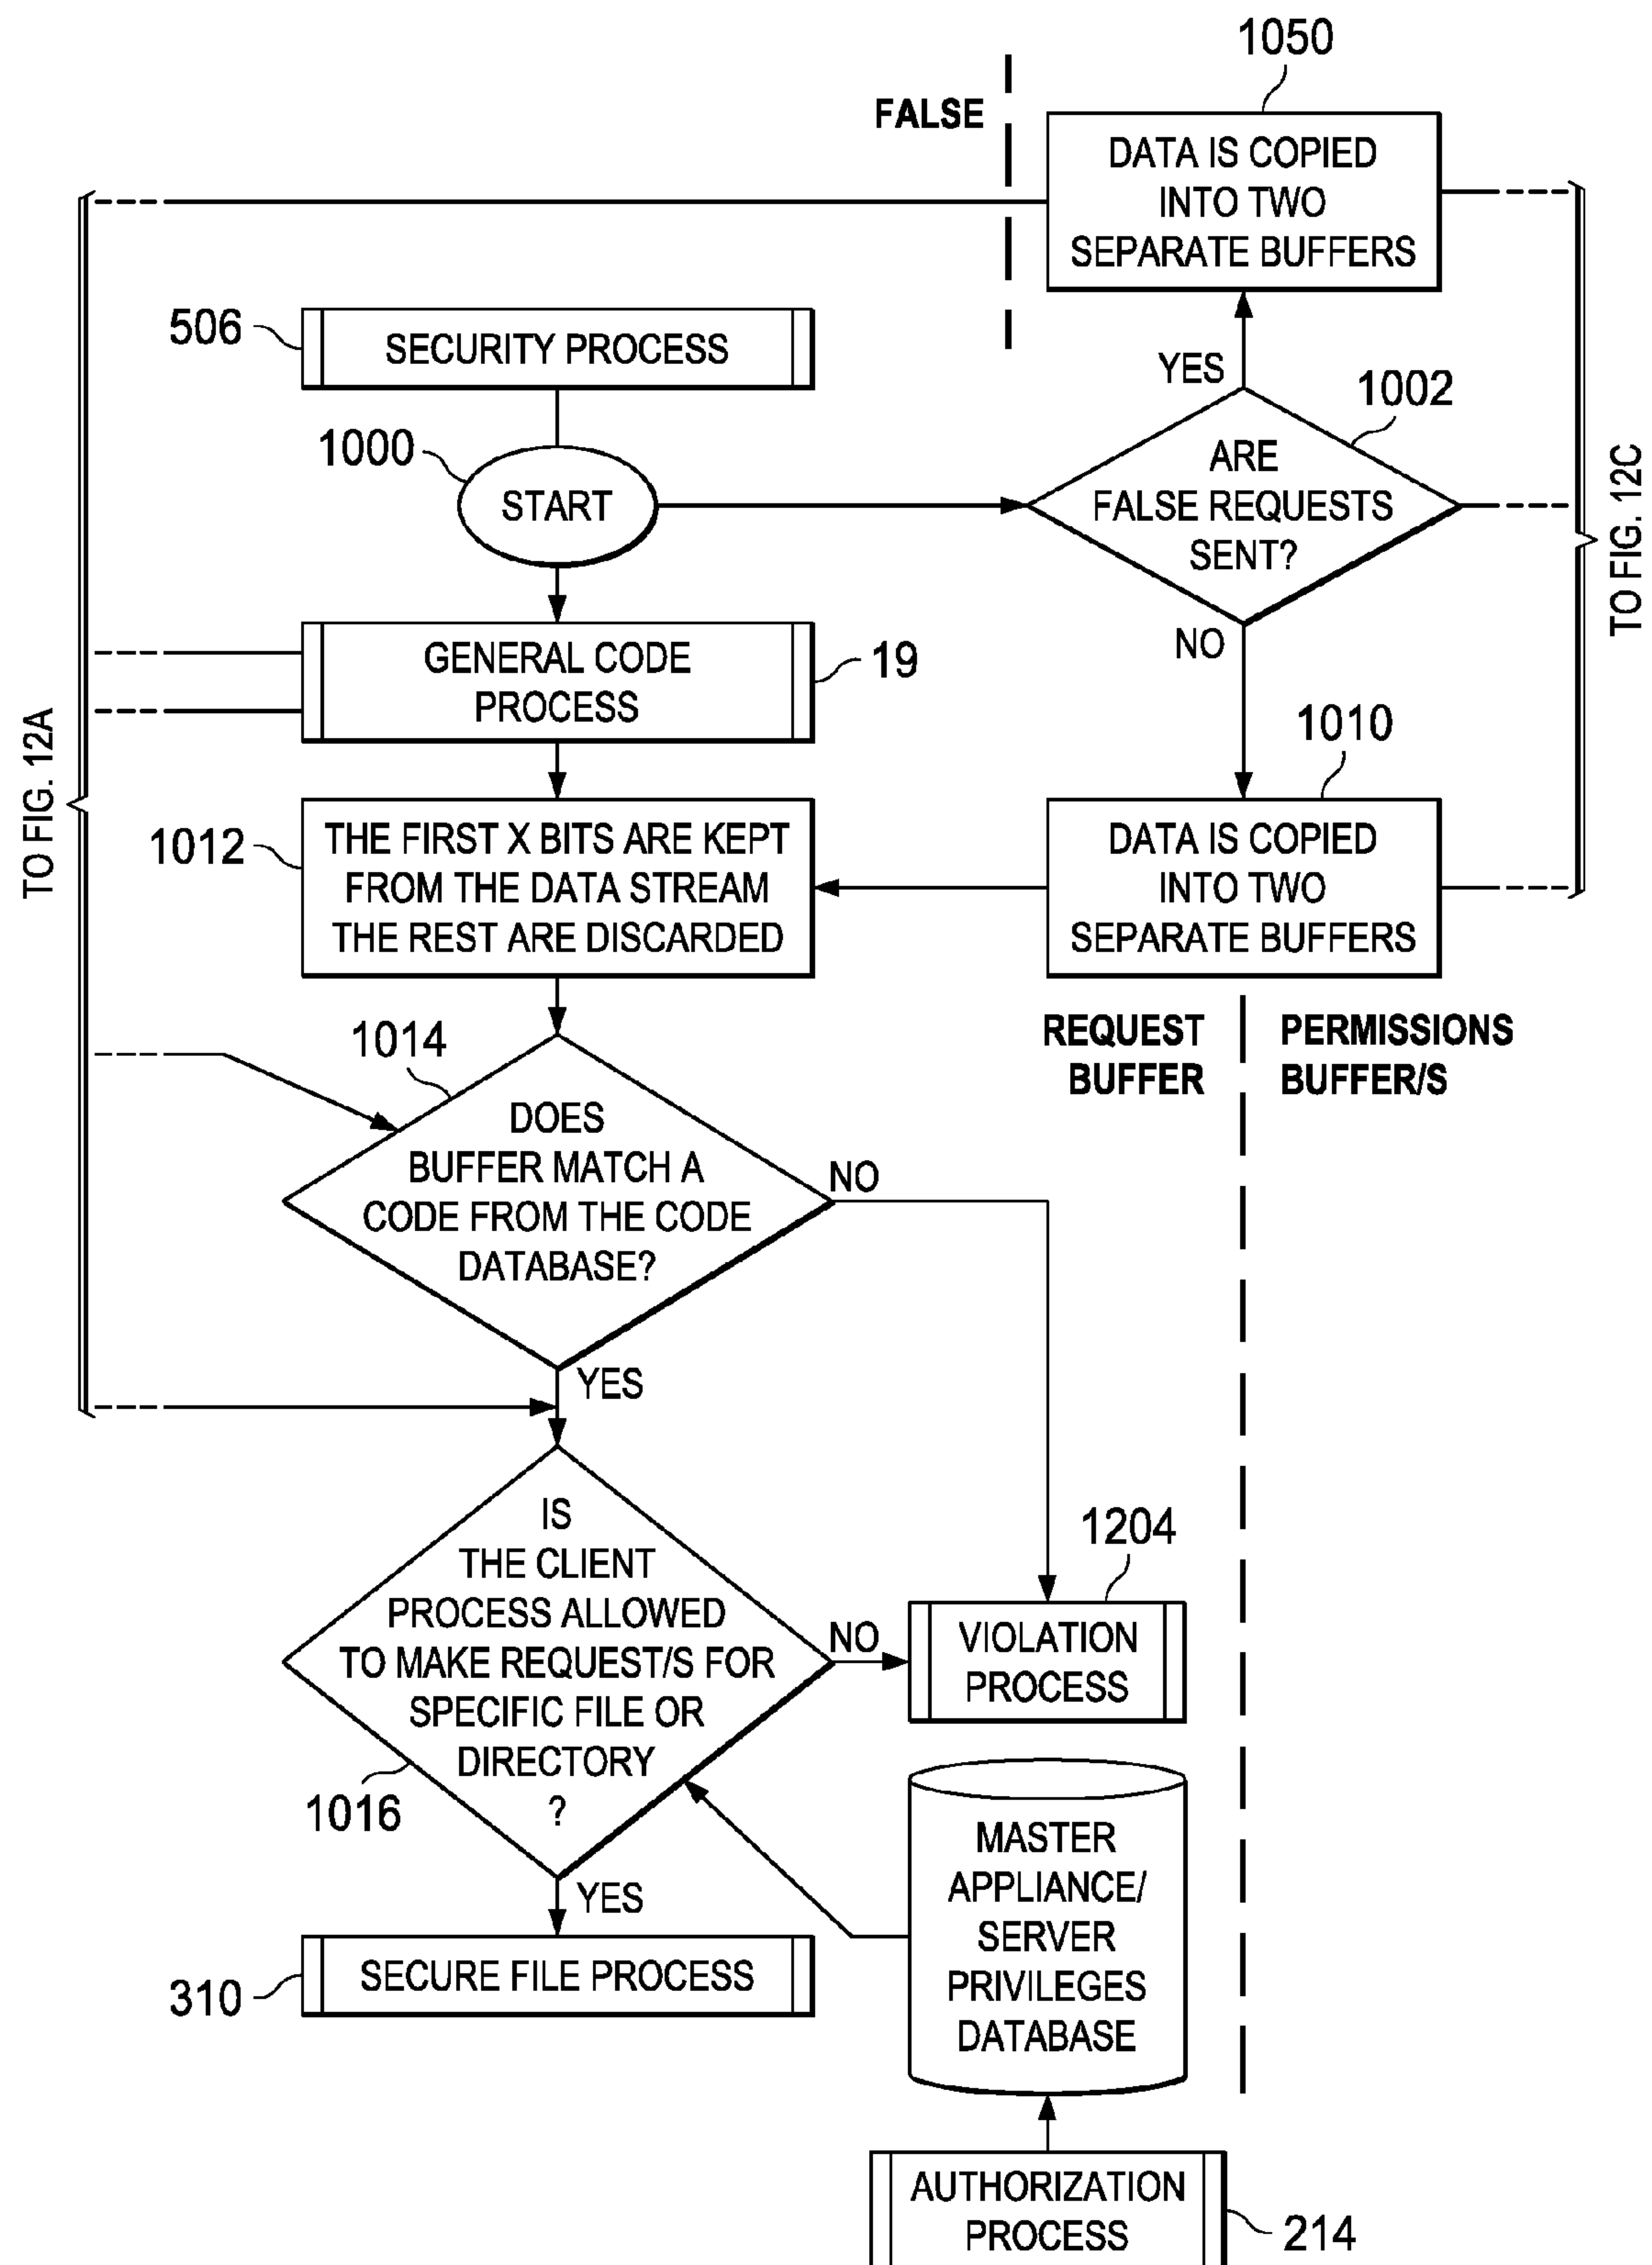 1050
FALSE
DATA IS COPIED
INTO TWO
SEPARATE BUFFERS
506
SECURITY PROCESS
YES
1002
1000
START
ARE
FALSE REQUESTS
SENT?
TO FIG. 12C
NO
GENERAL CODE
PROCESS
19
TO FIG. 12A
1010
1012
THE FIRST X BITS ARE KEPT
FROM THE DATA STREAM
THE REST ARE DISCARDED
DATA IS COPIED
INTO TWO
SEPARATE BUFFERS
REQUEST
BUFFER
PERMISSIONS
BUFFER/S
1014
DOES
BUFFER MATCH A
CODE FROM THE CODE
DATABASE?
NO
YES
IS
THE CLIENT
PROCESS ALLOWED
TO MAKE REQUEST/S FOR
SPECIFIC FILE OR
DIRECTORY
?
NO
1204
VIOLATION
PROCESS
1016
YES
MASTER
APPLIANCE/
SERVER
PRIVILEGES
DATABASE
310
SECURE FILE PROCESS
AUTHORIZATION
PROCESS
214